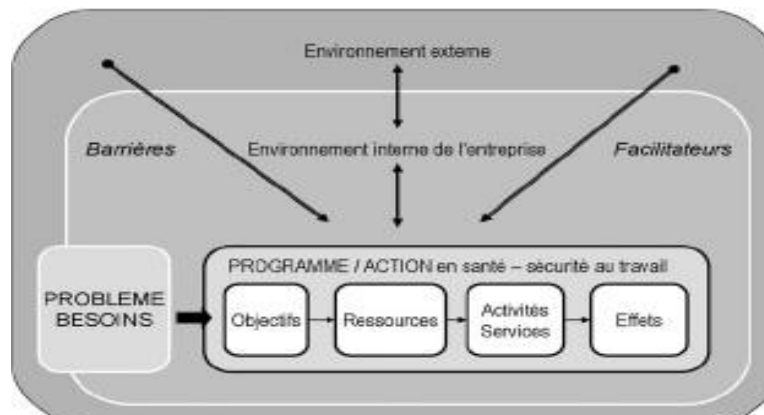 Environnement externe
Barrières
Environnement interne de l'entreprise
Facilitateurs
PROBLEME
BESOINS
PROGRAMME / ACTION en santé – sécurité au travail
Objectifs
Ressources
Activités
Services
Effets